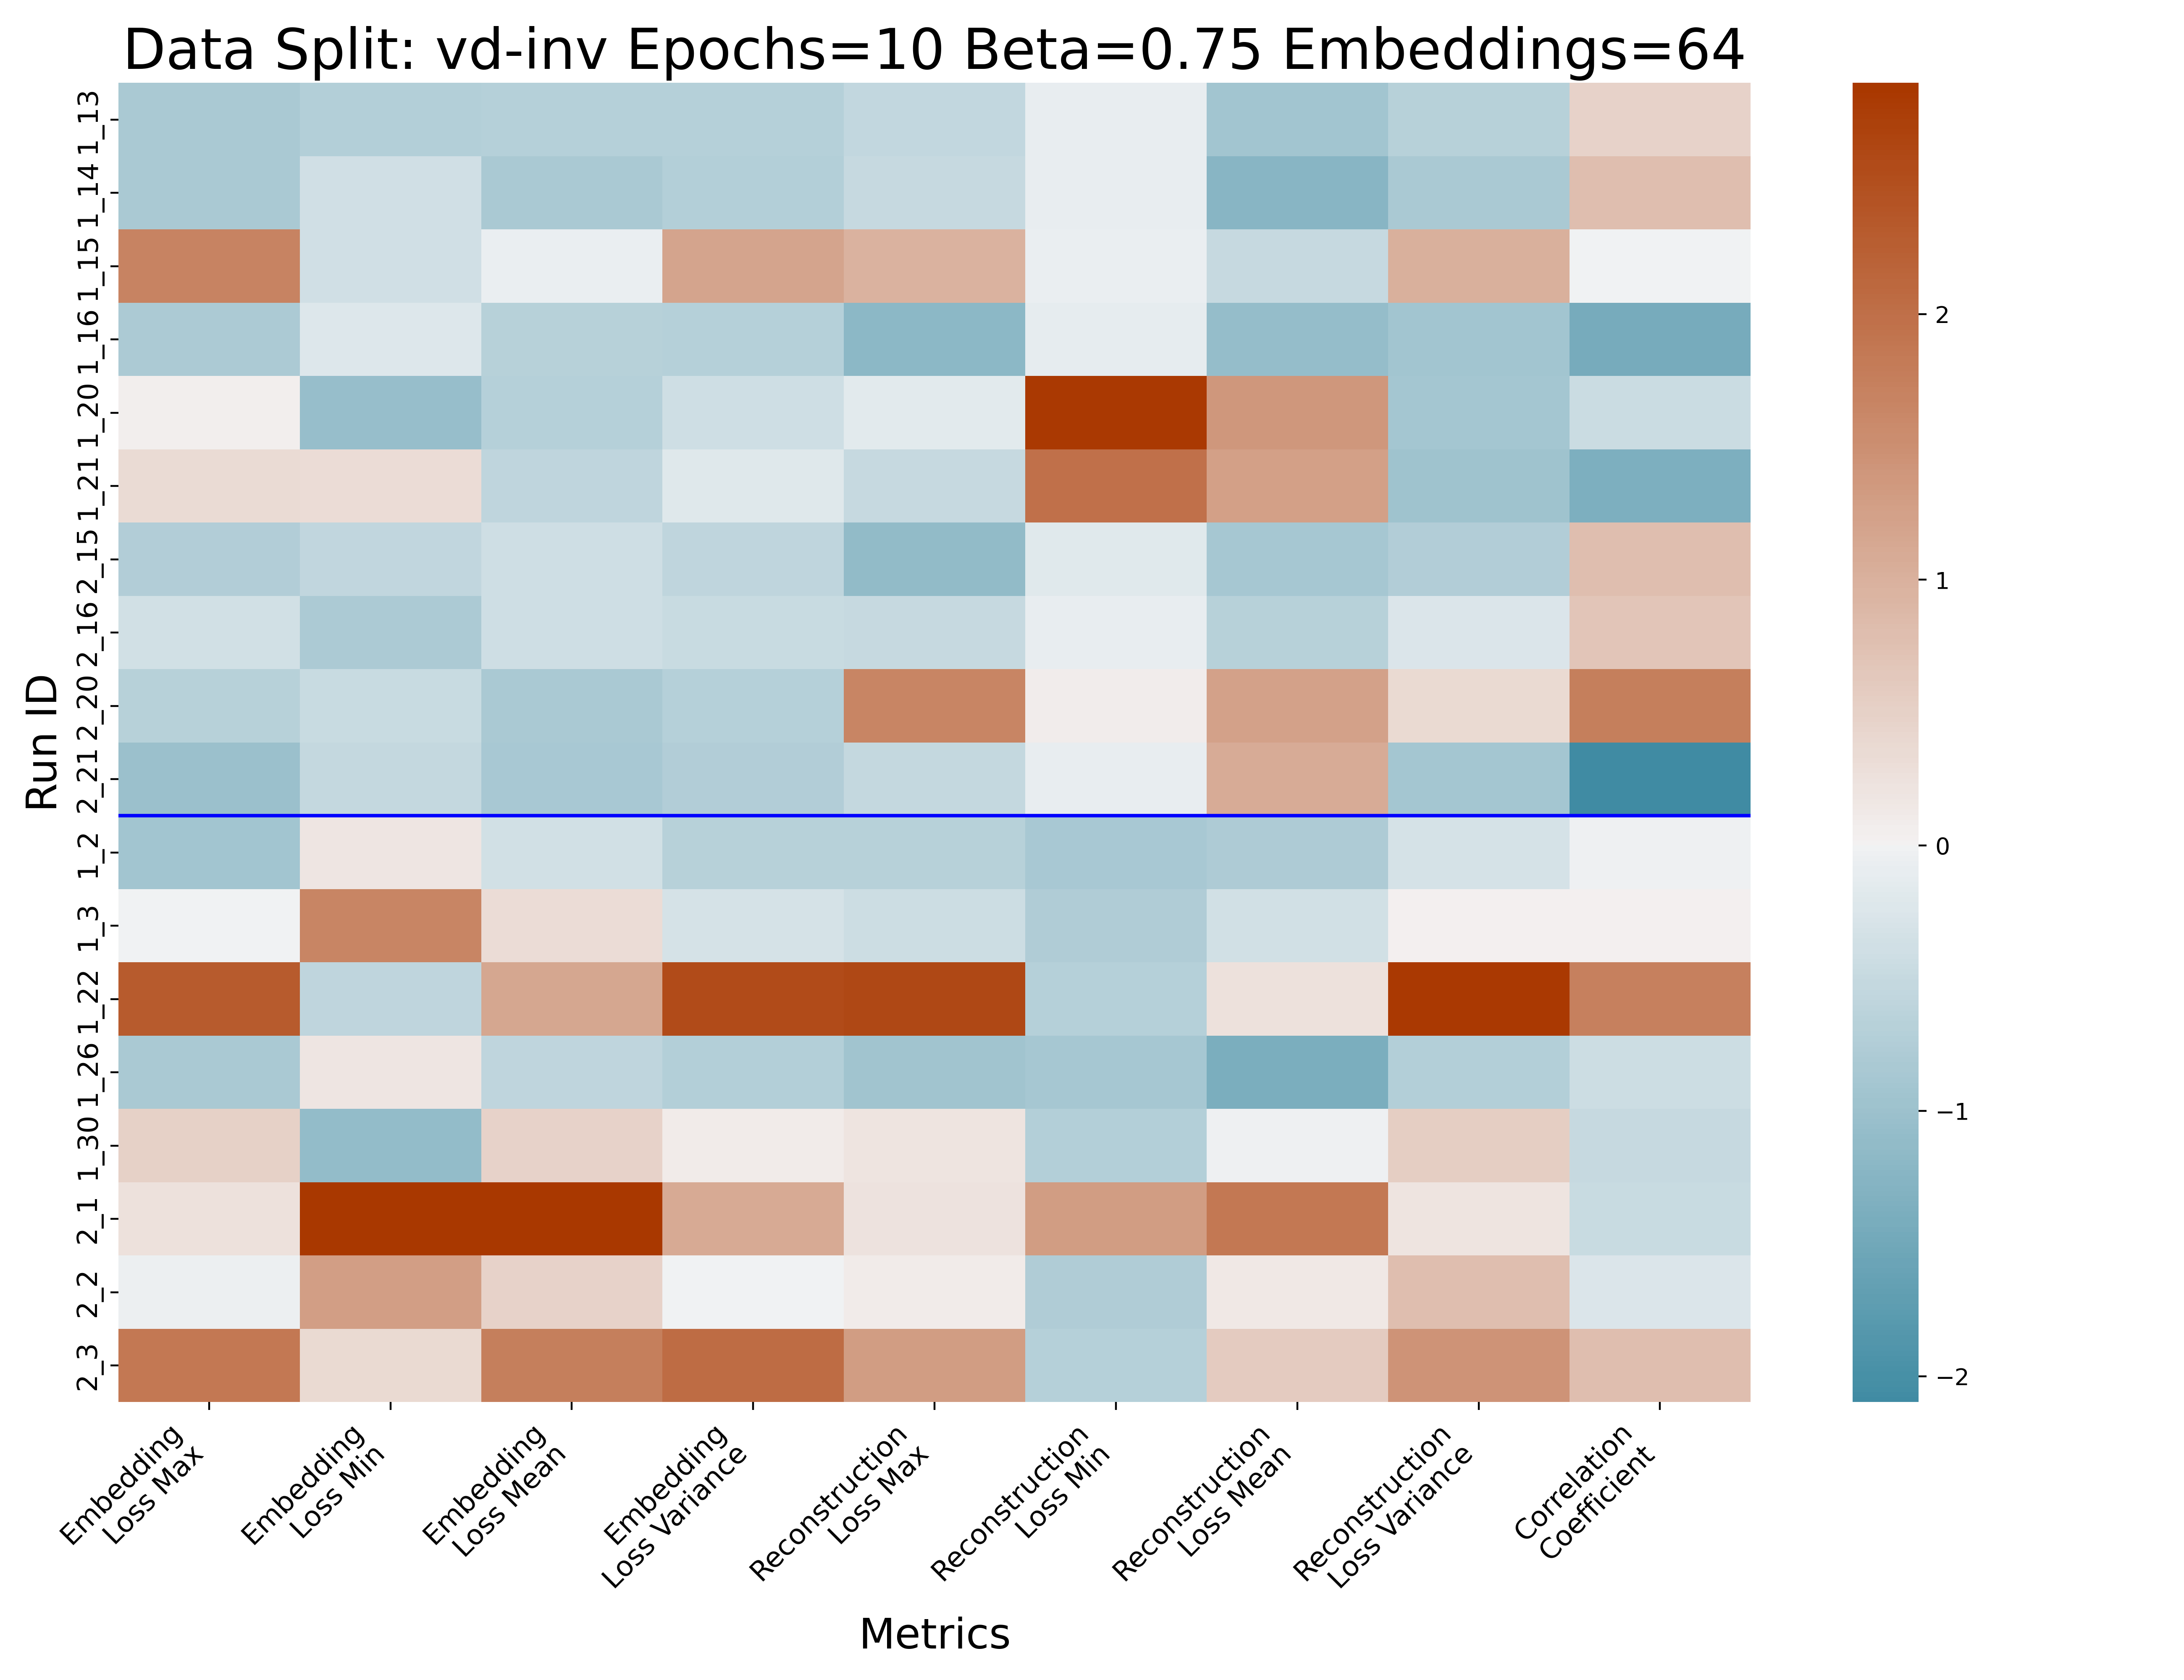 Data Split: vd-inv Epochs=10 Beta=0.75 Embeddings=64
Run ID
1_13
1_14
1_15
1_16
1_20
1_21
2_15
2_16
2_20
2_21
1_2
1_3
1_22
1_26
1_30
2_1
2_2
2_3
Embedding
Loss Max
Embedding
Loss Min
Embedding
Loss Mean
Embedding
Loss Variance
Reconstruction
Loss Max
Reconstruction
Loss Min
Reconstruction
Loss Mean
Reconstruction
Loss Variance
Correlation
Coefficient
Metrics
2
1
0
−1
−2